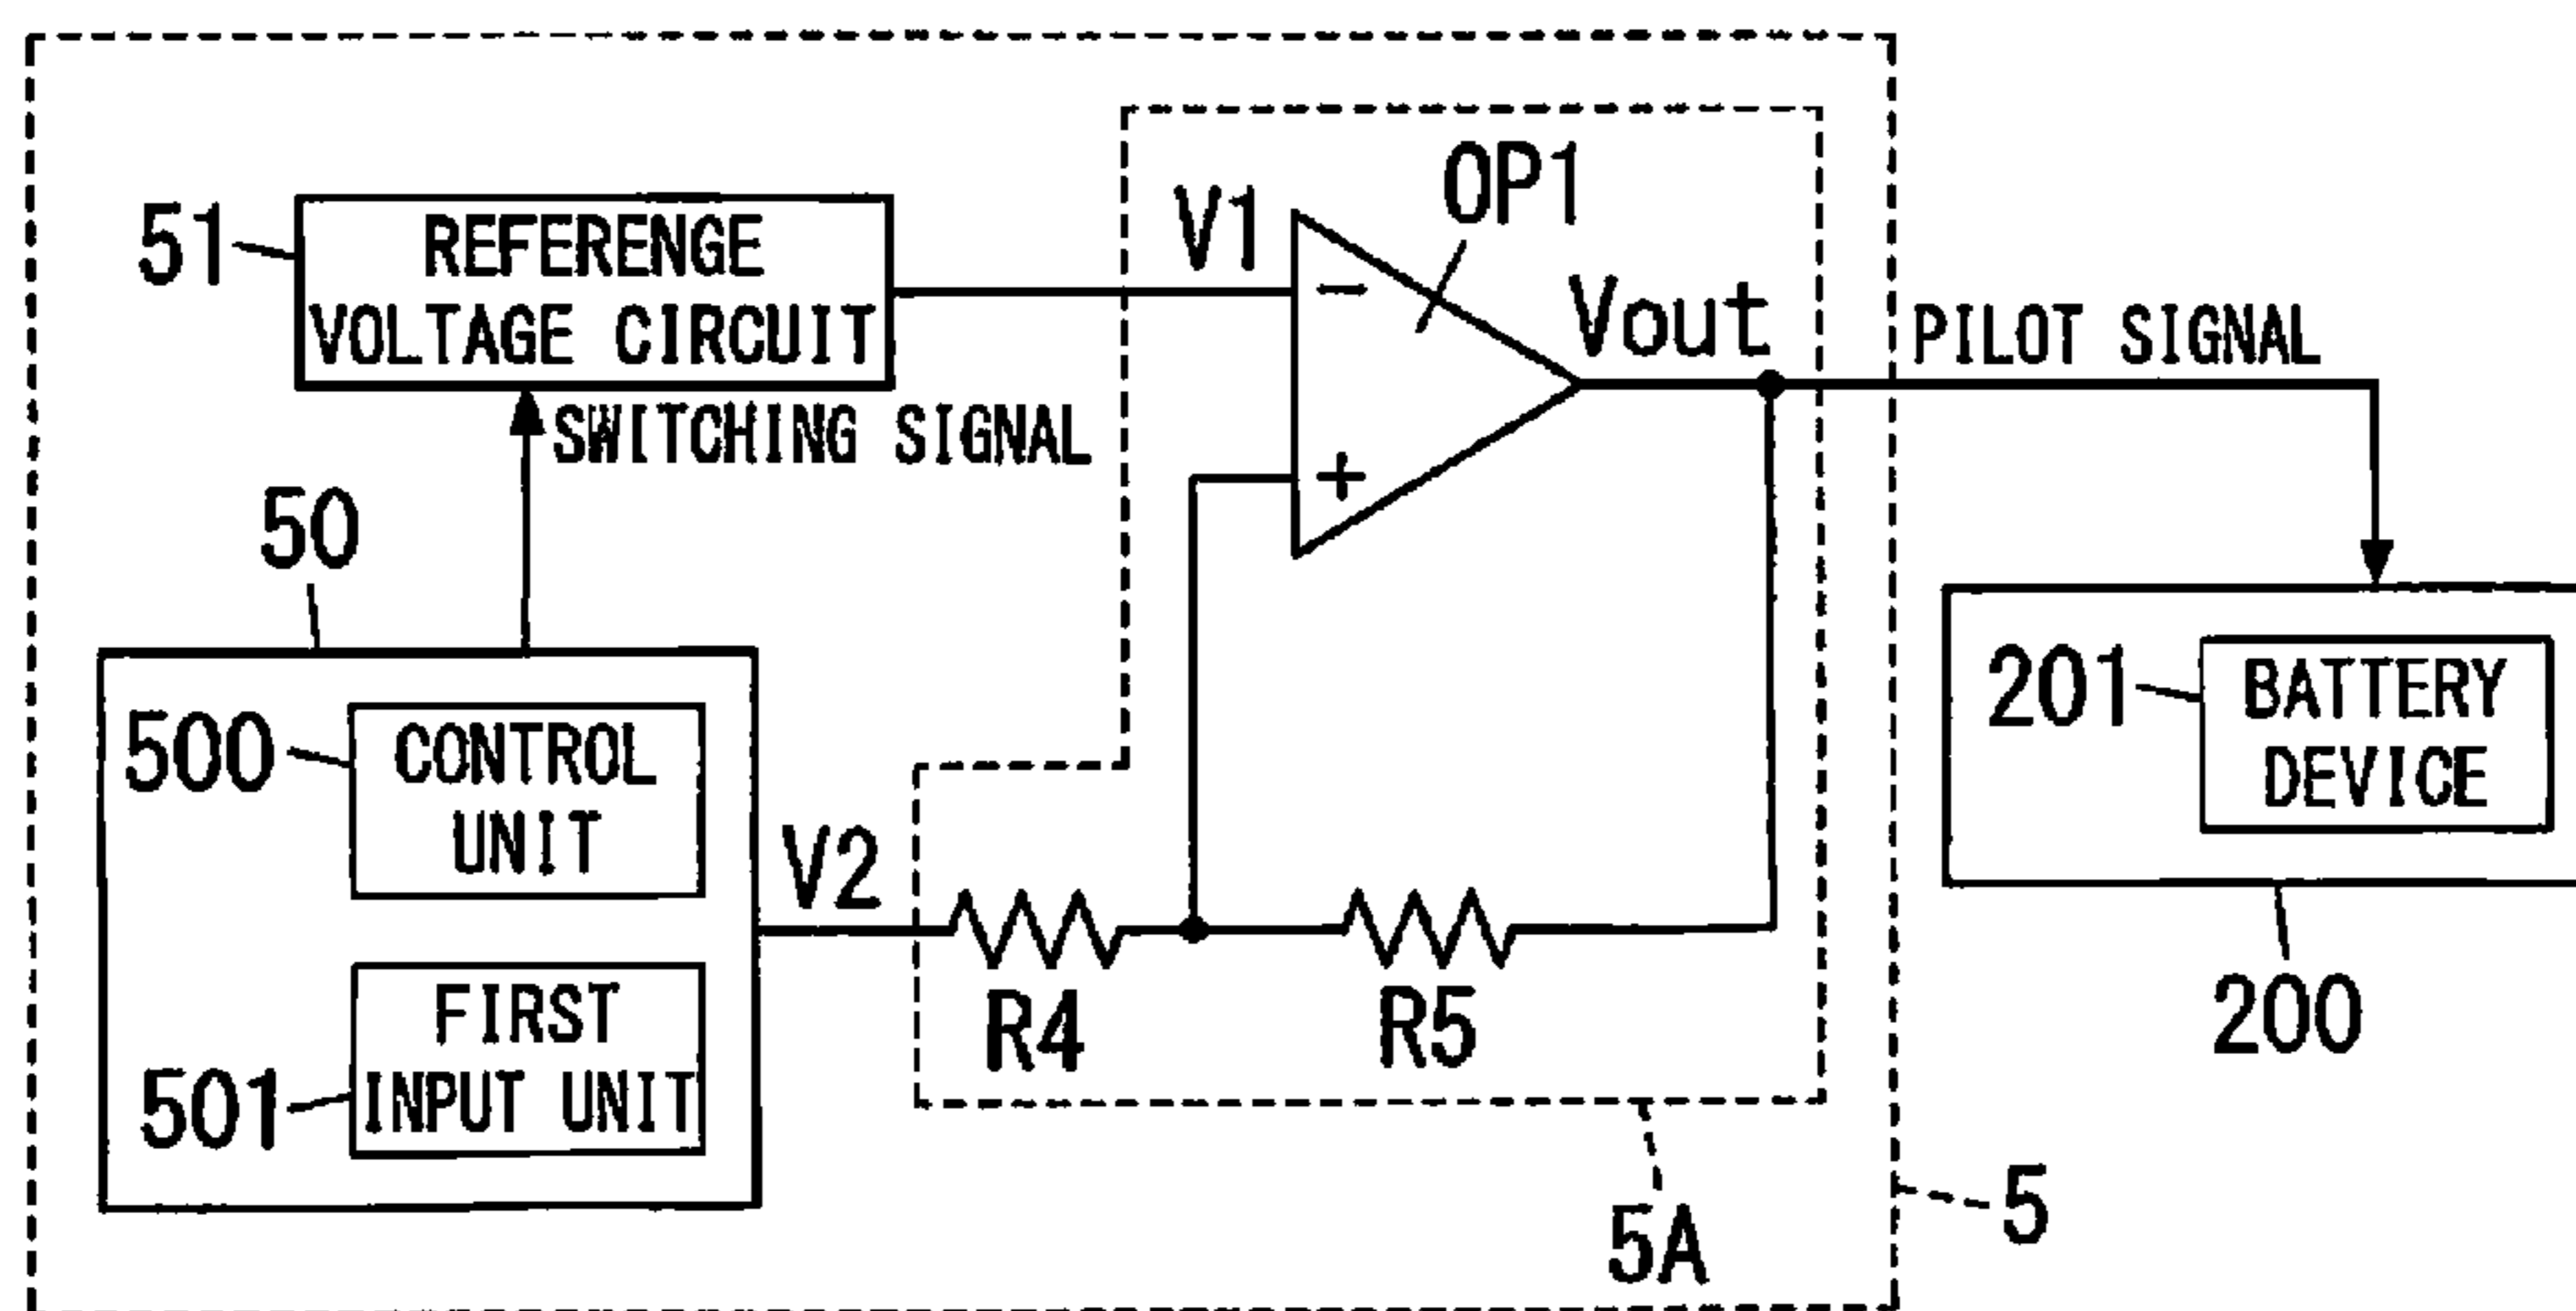 51
REFERENGE
VOLTAGE CIRCUIT
V1
OP1
-
+
Vout
PILOT SIGNAL
SWITCHING SIGNAL
50
500
CONTROL
UNIT
501
FIRST
INPUT UNIT
V2
R4
R5
201
BATTERY
DEVICE
200
5A
5